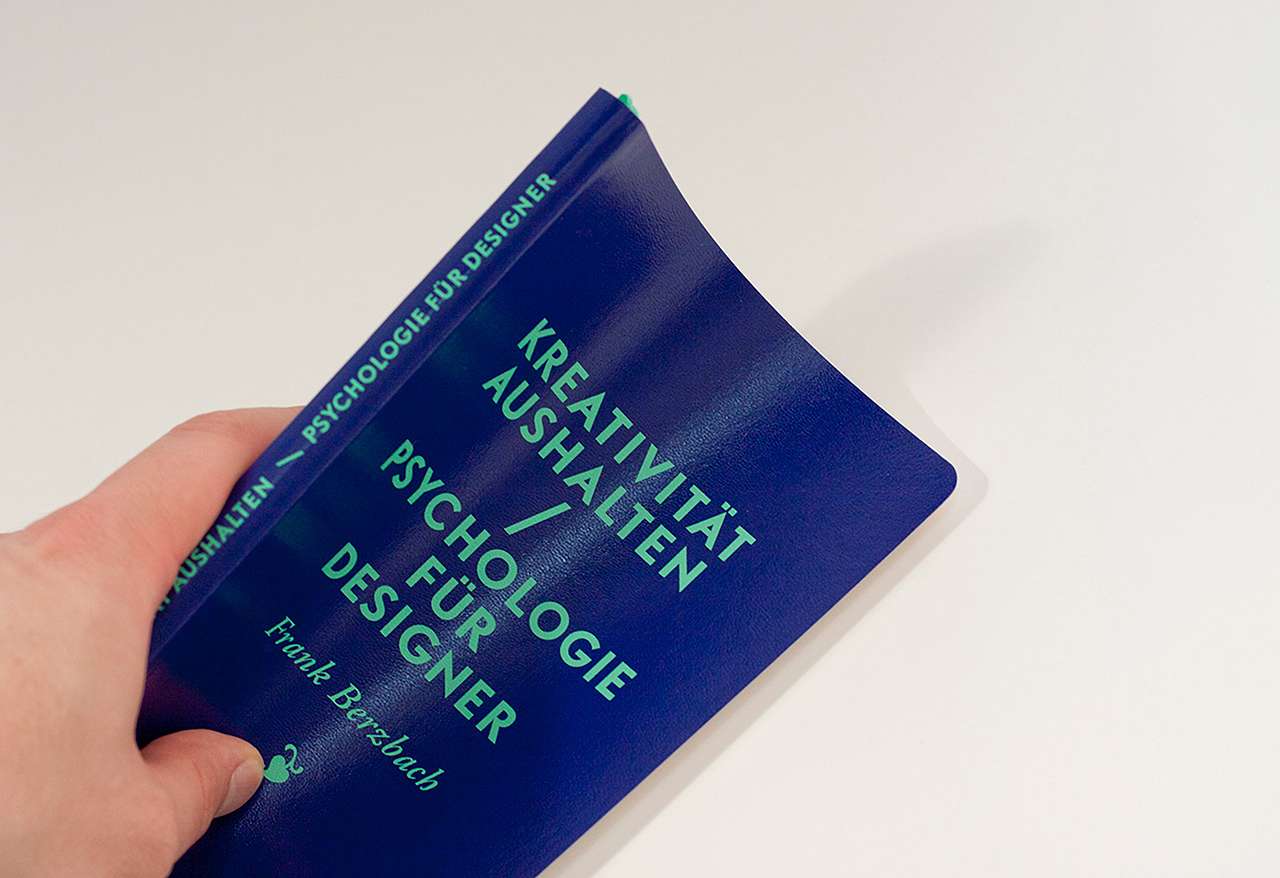 KREATIVITÄT
AUSHALTEN
/
PSYCHOLOGIE
FÜR
DESIGNER
Frank Berzbach
AUSHALTEN / PSYCHOLOGIE FÜR DESIGNER